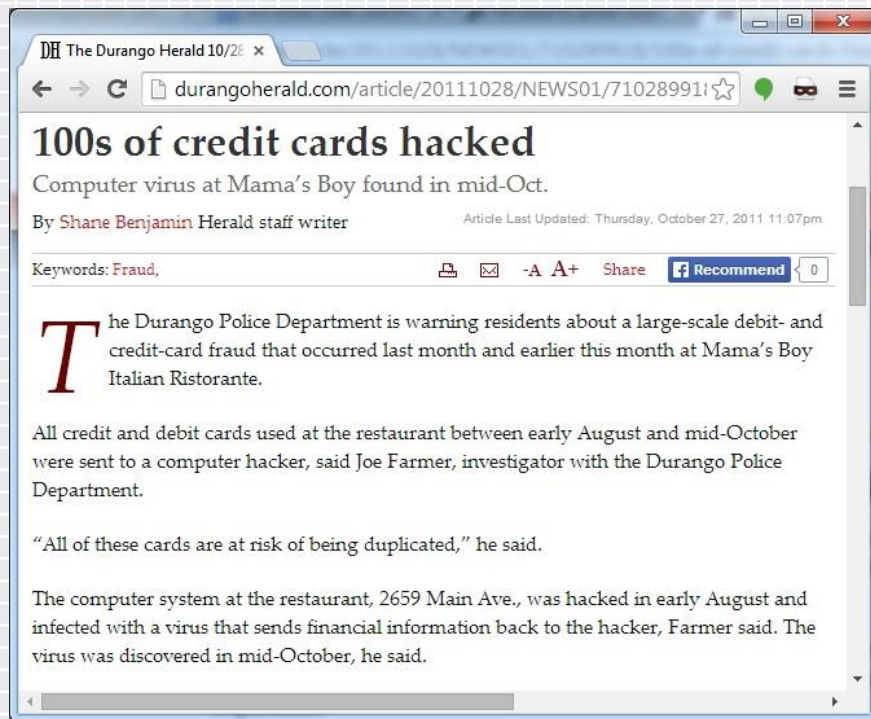 The Durango Herald 10/28
durangoherald.com/article/20111028/NEWS01/71028991
100s of credit cards hacked
Computer virus at Mama's Boy found in mid-Oct.
By Shane Benjamin Herald staff writer
Article Last Updated: Thursday, October 27, 2011 11:07pm
Keywords: Fraud,
-A A+ Share Recommend 0
The Durango Police Department is warning residents about a large-scale debit- and
credit-card fraud that occurred last month and earlier this month at Mama's Boy
Italian Ristorante.
All credit and debit cards used at the restaurant between early August and mid-October
were sent to a computer hacker, said Joe Farmer, investigator with the Durango Police
Department.
“All of these cards are at risk of being duplicated,” he said.
The computer system at the restaurant, 2659 Main Ave., was hacked in early August and
infected with a virus that sends financial information back to the hacker, Farmer said. The
virus was discovered in mid-October, he said.